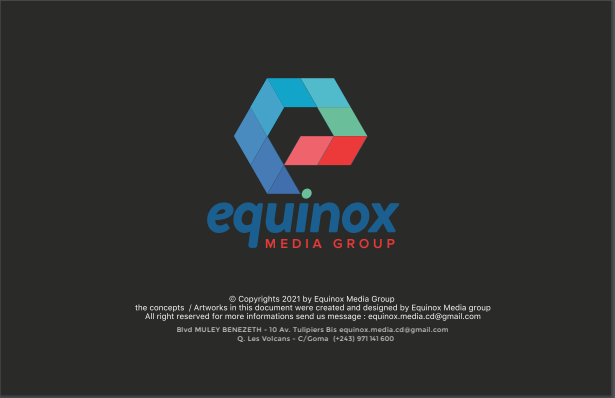 equinox
MEDIA GROUP
© Copyrights 2021 by Equinox Media Group
the concepts / Artworks in this document were created and designed by Equinox Media group
All right reserved for more informations send us message : equinox.media.cd@gmail.com
Blvd MULEY BENEZETH - 10 Av. Tulipiers Bis equinox.media.cd@gmail.com
Q. Les Volcans - C/Goma (+243) 971 141 600